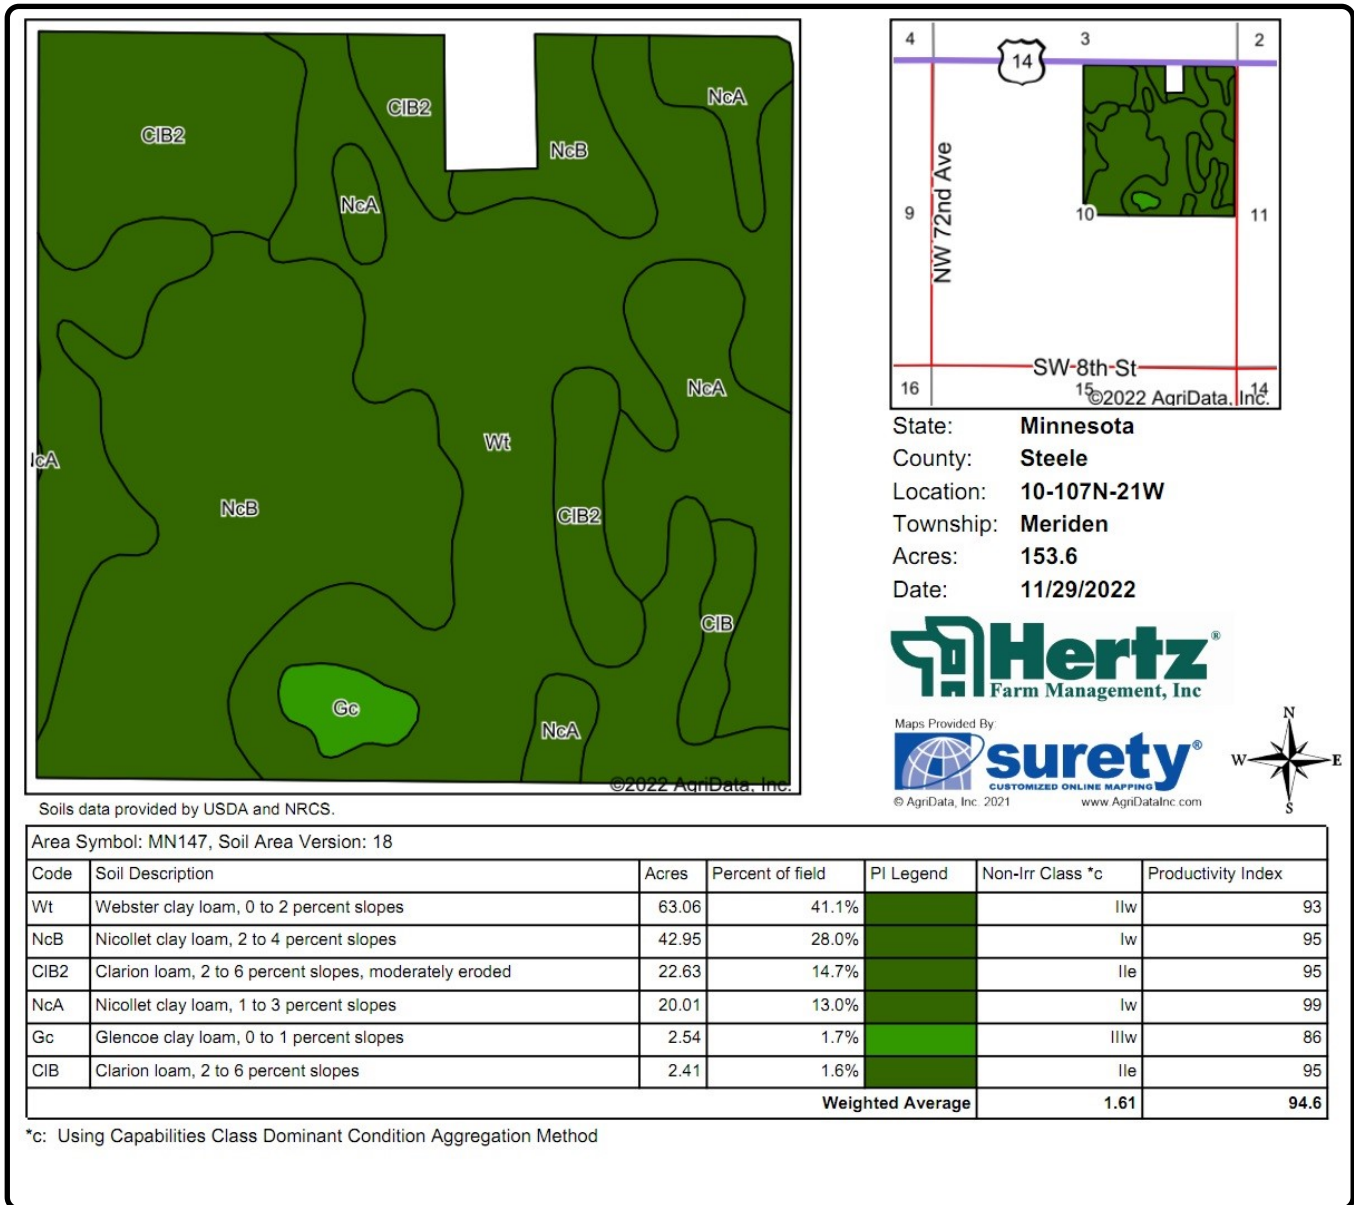 ClB2
ClB2
NcA
NcB
NcA
NcA
Wt
NcB
ClB2
ClB
Gc
NcA
©2022 AgriData, Inc.
Soils data provided by USDA and NRCS.
4 3 2
14
9 NW 72nd Ave 10 11
SW 8th St
16 15 14
©2022 AgriData, Inc.
State: Minnesota
County: Steele
Location: 10-107N-21W
Township: Meriden
Acres: 153.6
Date: 11/29/2022
Hertz®
Farm Management, Inc
Maps Provided By:
surety®
CUSTOMIZED ONLINE MAPPING
© AgriData, Inc. 2021 www.AgriDataInc.com
N
W E
S
Area Symbol: MN147, Soil Area Version: 18
Code Soil Description Acres Percent of field PI Legend Non-Irr Class *c Productivity Index
Wt Webster clay loam, 0 to 2 percent slopes 63.06 41.1% IIw 93
NcB Nicollet clay loam, 2 to 4 percent slopes 42.95 28.0% Iw 95
ClB2 Clarion loam, 2 to 6 percent slopes, moderately eroded 22.63 14.7% IIe 95
NcA Nicollet clay loam, 1 to 3 percent slopes 20.01 13.0% Iw 99
Gc Glencoe clay loam, 0 to 1 percent slopes 2.54 1.7% IIIw 86
ClB Clarion loam, 2 to 6 percent slopes 2.41 1.6% IIe 95
Weighted Average 1.61 94.6
*c: Using Capabilities Class Dominant Condition Aggregation Method